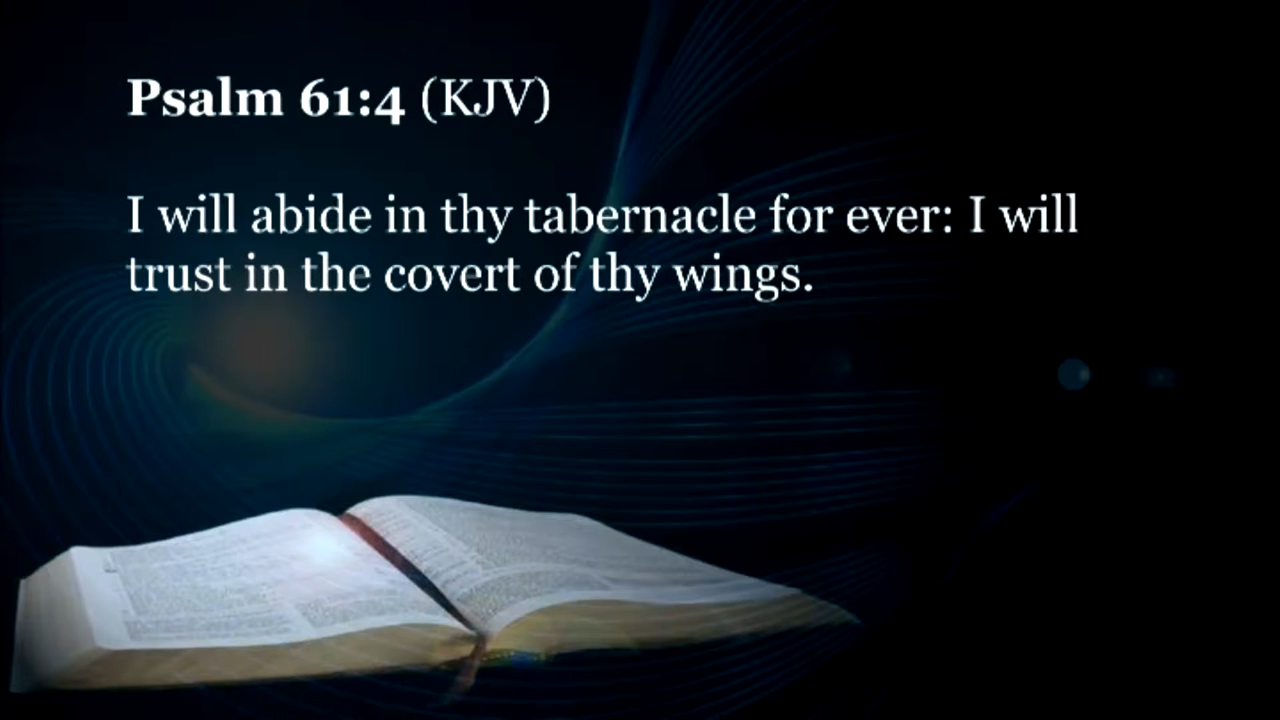 Psalm 61:4 (KJV)
I will abide in thy tabernacle for ever: I will
trust in the covert of thy wings.